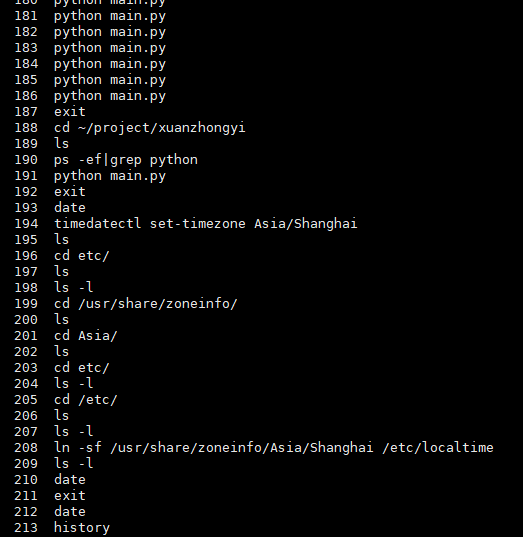 180 python main.py
181 python main.py
182 python main.py
183 python main.py
184 python main.py
185 python main.py
186 python main.py
187 exit
188 cd ~/project/xuanzhongyi
189 ls
190 ps -ef|grep python
191 python main.py
192 exit
193 date
194 timedatectl set-timezone Asia/Shanghai
195 ls
196 cd etc/
197 ls
198 ls -l
199 cd /usr/share/zoneinfo/
200 ls
201 cd Asia/
202 ls
203 cd etc/
204 ls -l
205 cd /etc/
206 ls
207 ls -l
208 ln -sf /usr/share/zoneinfo/Asia/Shanghai /etc/localtime
209 ls -l
210 date
211 exit
212 date
213 history